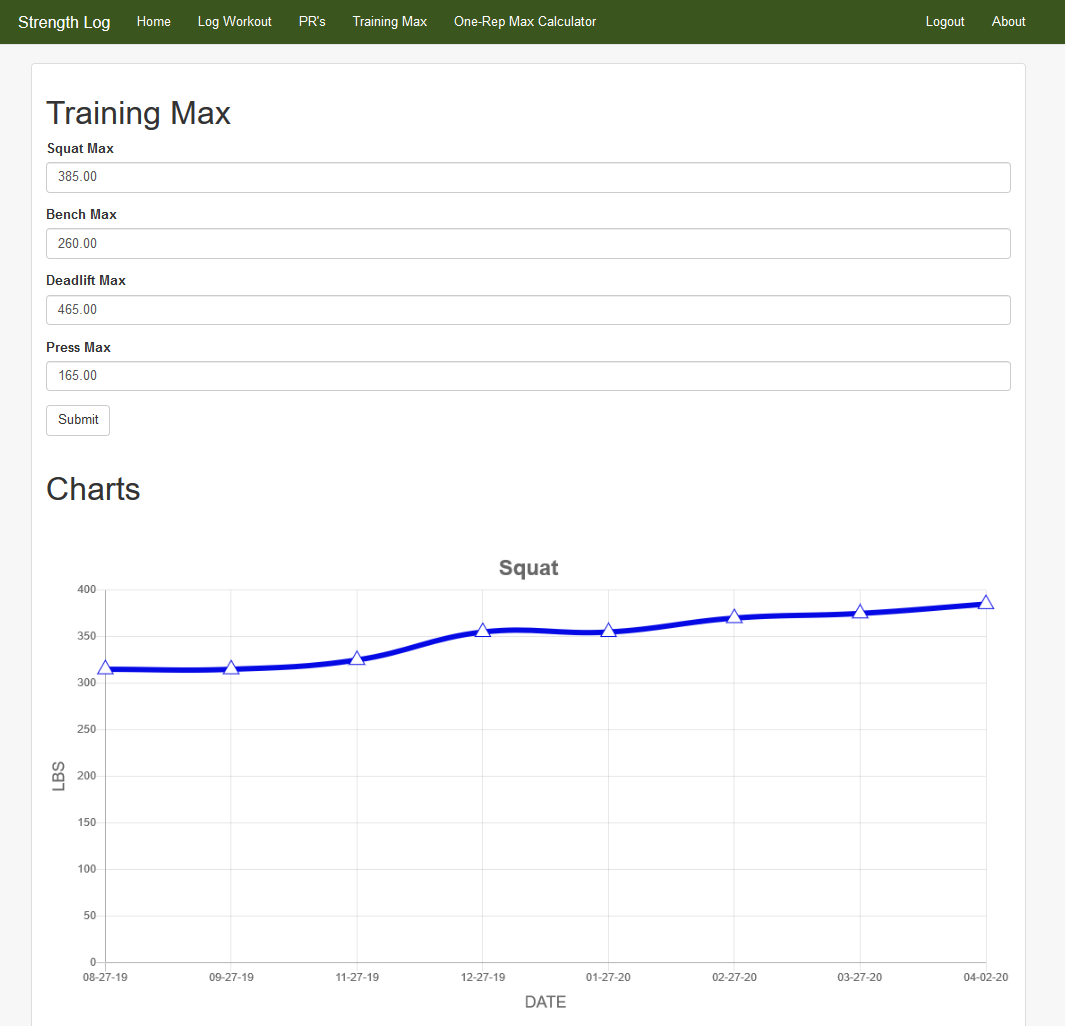 Strength Log Home Log Workout PR's Training Max One-Rep Max Calculator Logout About
Training Max
Squat Max
385.00
Bench Max
260.00
Deadlift Max
465.00
Press Max
165.00
Submit
Charts
Squat
400
350
300
250
200
150
100
50
0
LBS
08-27-19 09-27-19 11-27-19 12-27-19 01-27-20 02-27-20 03-27-20 04-02-20
DATE